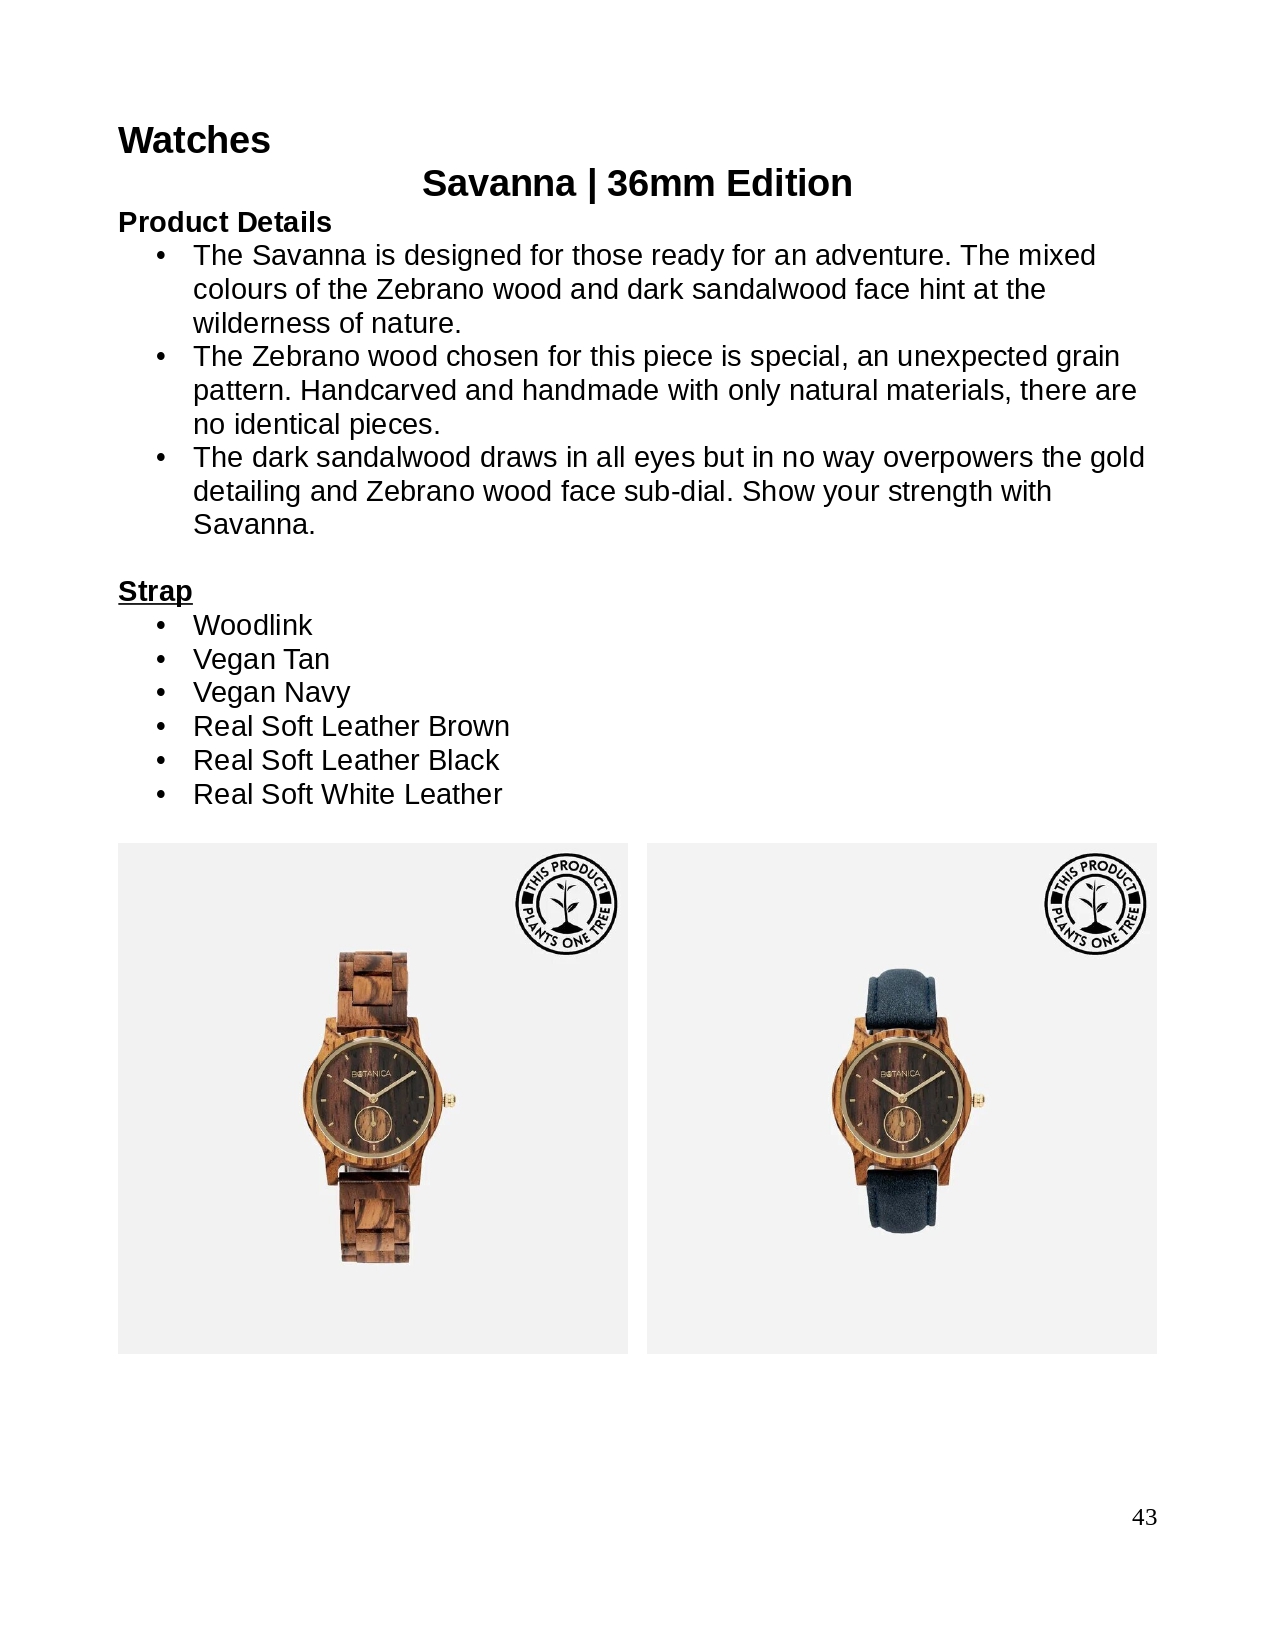 Watches
Savanna | 36mm Edition
Product Details
• The Savanna is designed for those ready for an adventure. The mixed
colours of the Zebrano wood and dark sandalwood face hint at the
wilderness of nature.
• The Zebrano wood chosen for this piece is special, an unexpected grain
pattern. Handcarved and handmade with only natural materials, there are
no identical pieces.
• The dark sandalwood draws in all eyes but in no way overpowers the gold
detailing and Zebrano wood face sub-dial. Show your strength with
Savanna.
Strap
• Woodlink
• Vegan Tan
• Vegan Navy
• Real Soft Leather Brown
• Real Soft Leather Black
• Real Soft White Leather
THIS PRODUCT
PLANTS ONE TREE
BOTANICA
THIS PRODUCT
PLANTS ONE TREE
BOTANICA
43